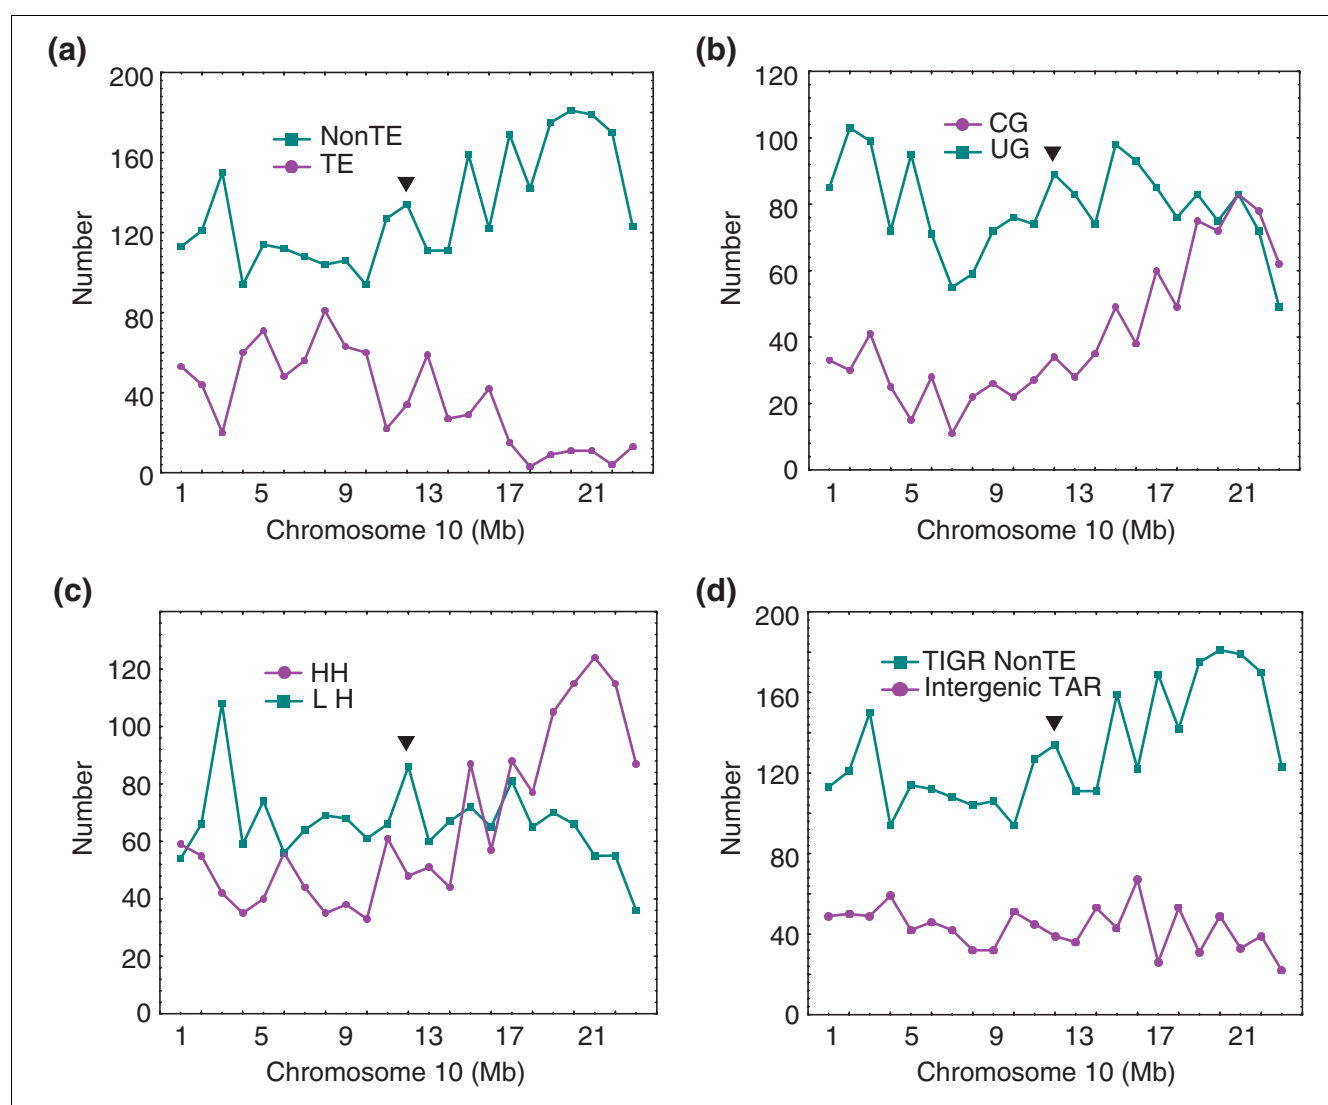 (a)
200
160
120
80
40
0
Number
NonTE
TE
1 5 9 13 17 21
Chromosome 10 (Mb)
(b)
120
100
80
60
40
20
0
Number
CG
UG
1 5 9 13 17 21
Chromosome 10 (Mb)
(c)
120
100
80
60
40
20
0
Number
HH
L H
1 5 9 13 17 21
Chromosome 10 (Mb)
(d)
200
160
120
80
40
0
Number
TIGR NonTE
Intergenic TAR
1 5 9 13 17 21
Chromosome 10 (Mb)